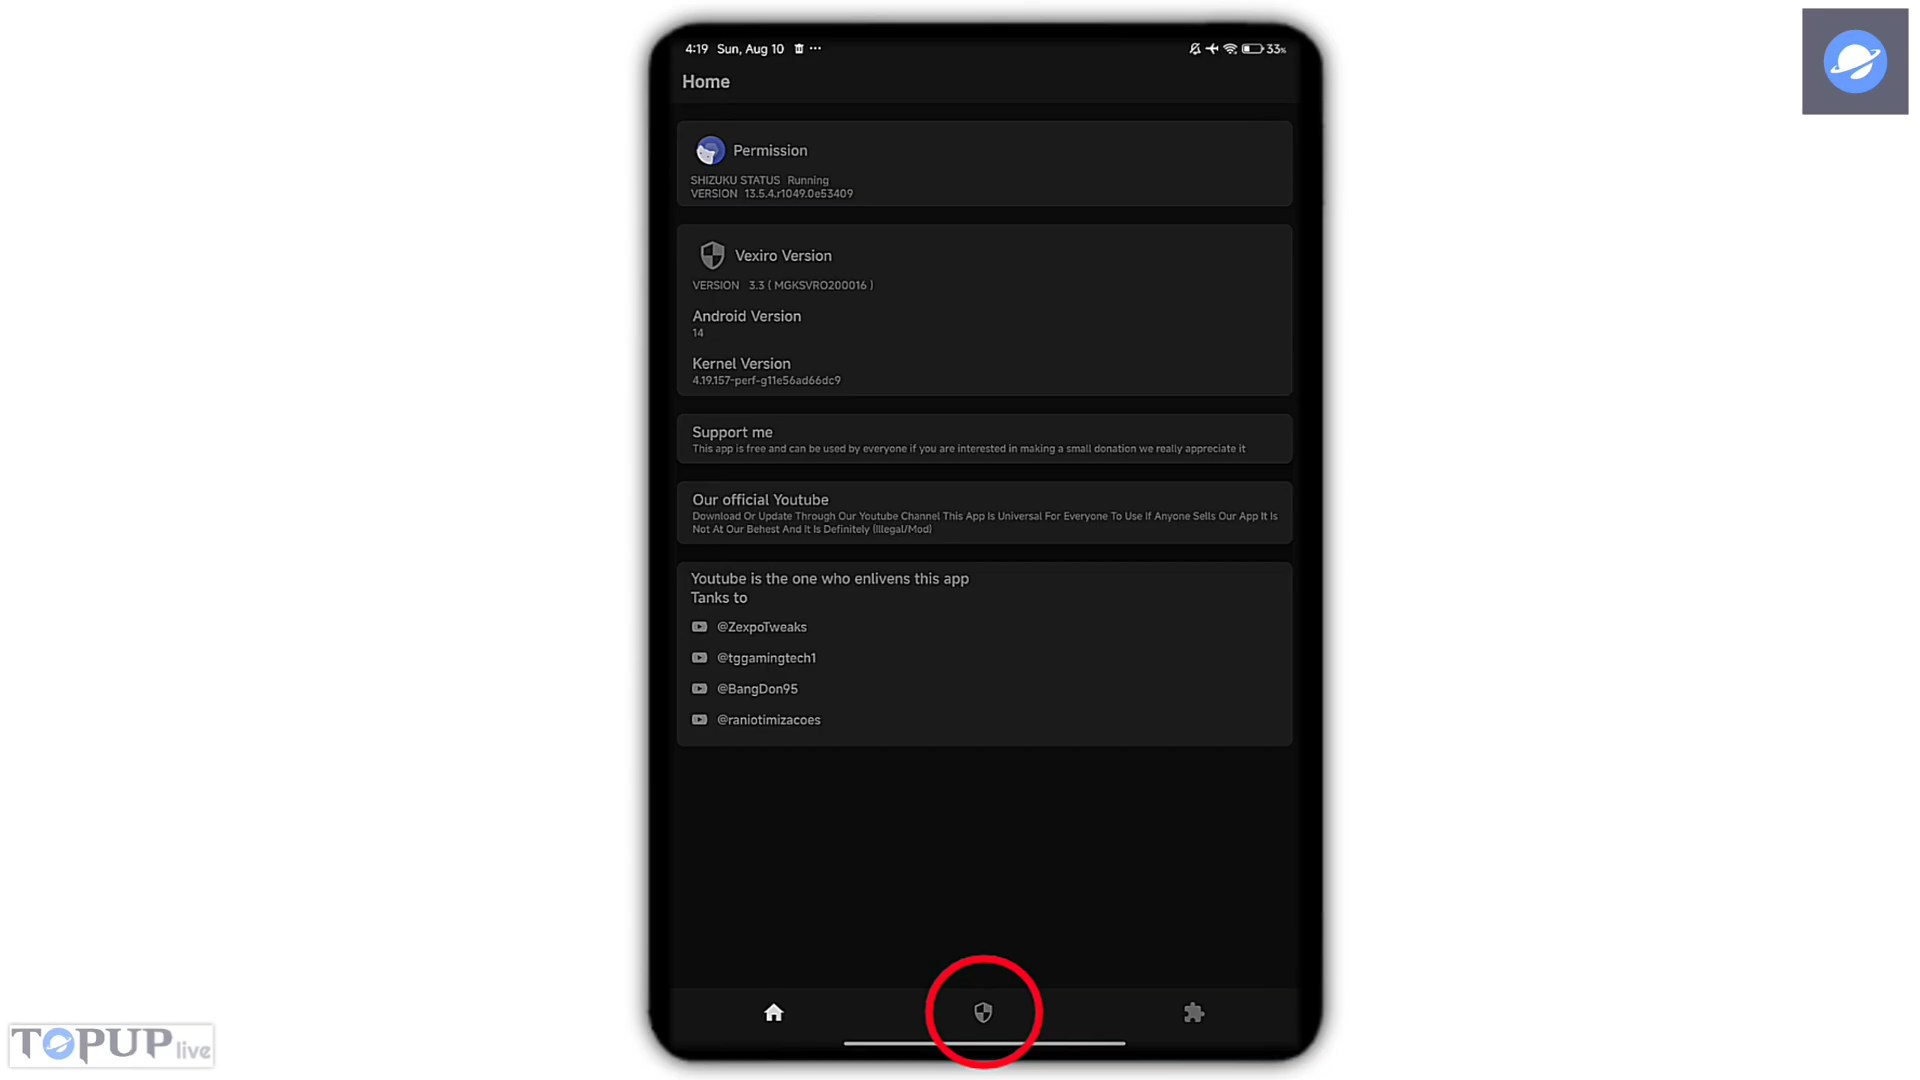 4:19 Sun, Aug 10 ··· 33%
Home
Permission
SHIZUKU STATUS Running
VERSION 13.5.4.r1049.0e53409
Vexiro Version
VERSION 3.3 ( MGKSVRO200016 )
Android Version
14
Kernel Version
4.19.157-perf-g11e56ad66dc9
Support me
This app is free and can be used by everyone if you are interested in making a small donation we really appreciate it
Our official Youtube
Download Or Update Through Our Youtube Channel This App Is Universal For Everyone To Use If Anyone Sells Our App It Is
Not At Our Behest And It Is Definitely (Illegal/Mod)
Youtube is the one who enlivens this app
Tanks to
@ZexpoTweaks
@tggamingtech1
@BangDon95
@raniotimizacoes
TOPUP live